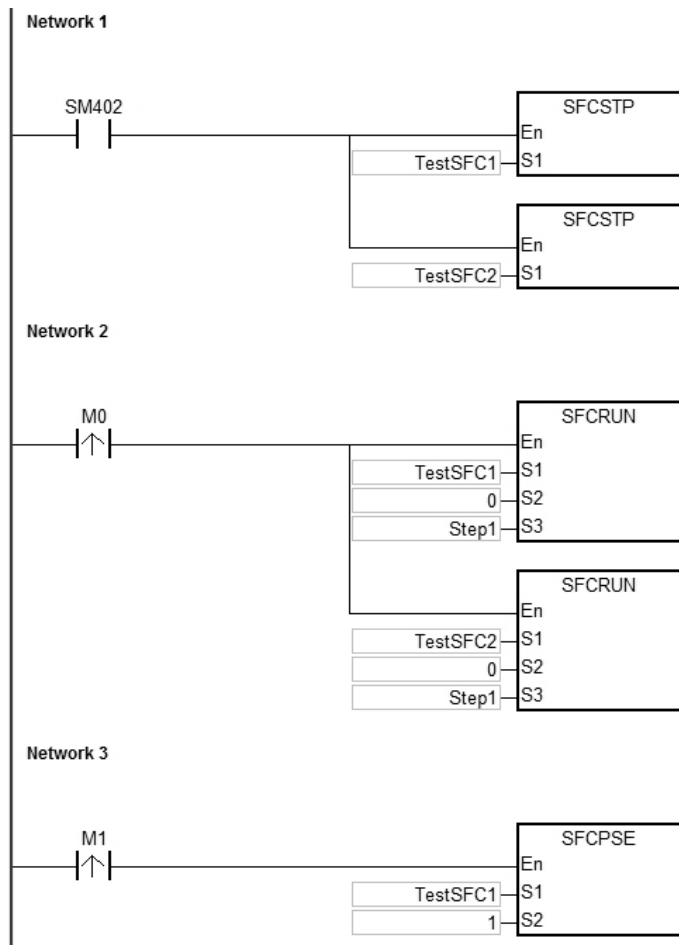 Network 1
SM402
SFCSTP
En
TestSFC1 S1
SFCSTP
En
TestSFC2 S1
Network 2
M0
SFCRUN
En
TestSFC1 S1
0 S2
Step1 S3
SFCRUN
En
TestSFC2 S1
0 S2
Step1 S3
Network 3
M1
SFCPSE
En
TestSFC1 S1
1 S2